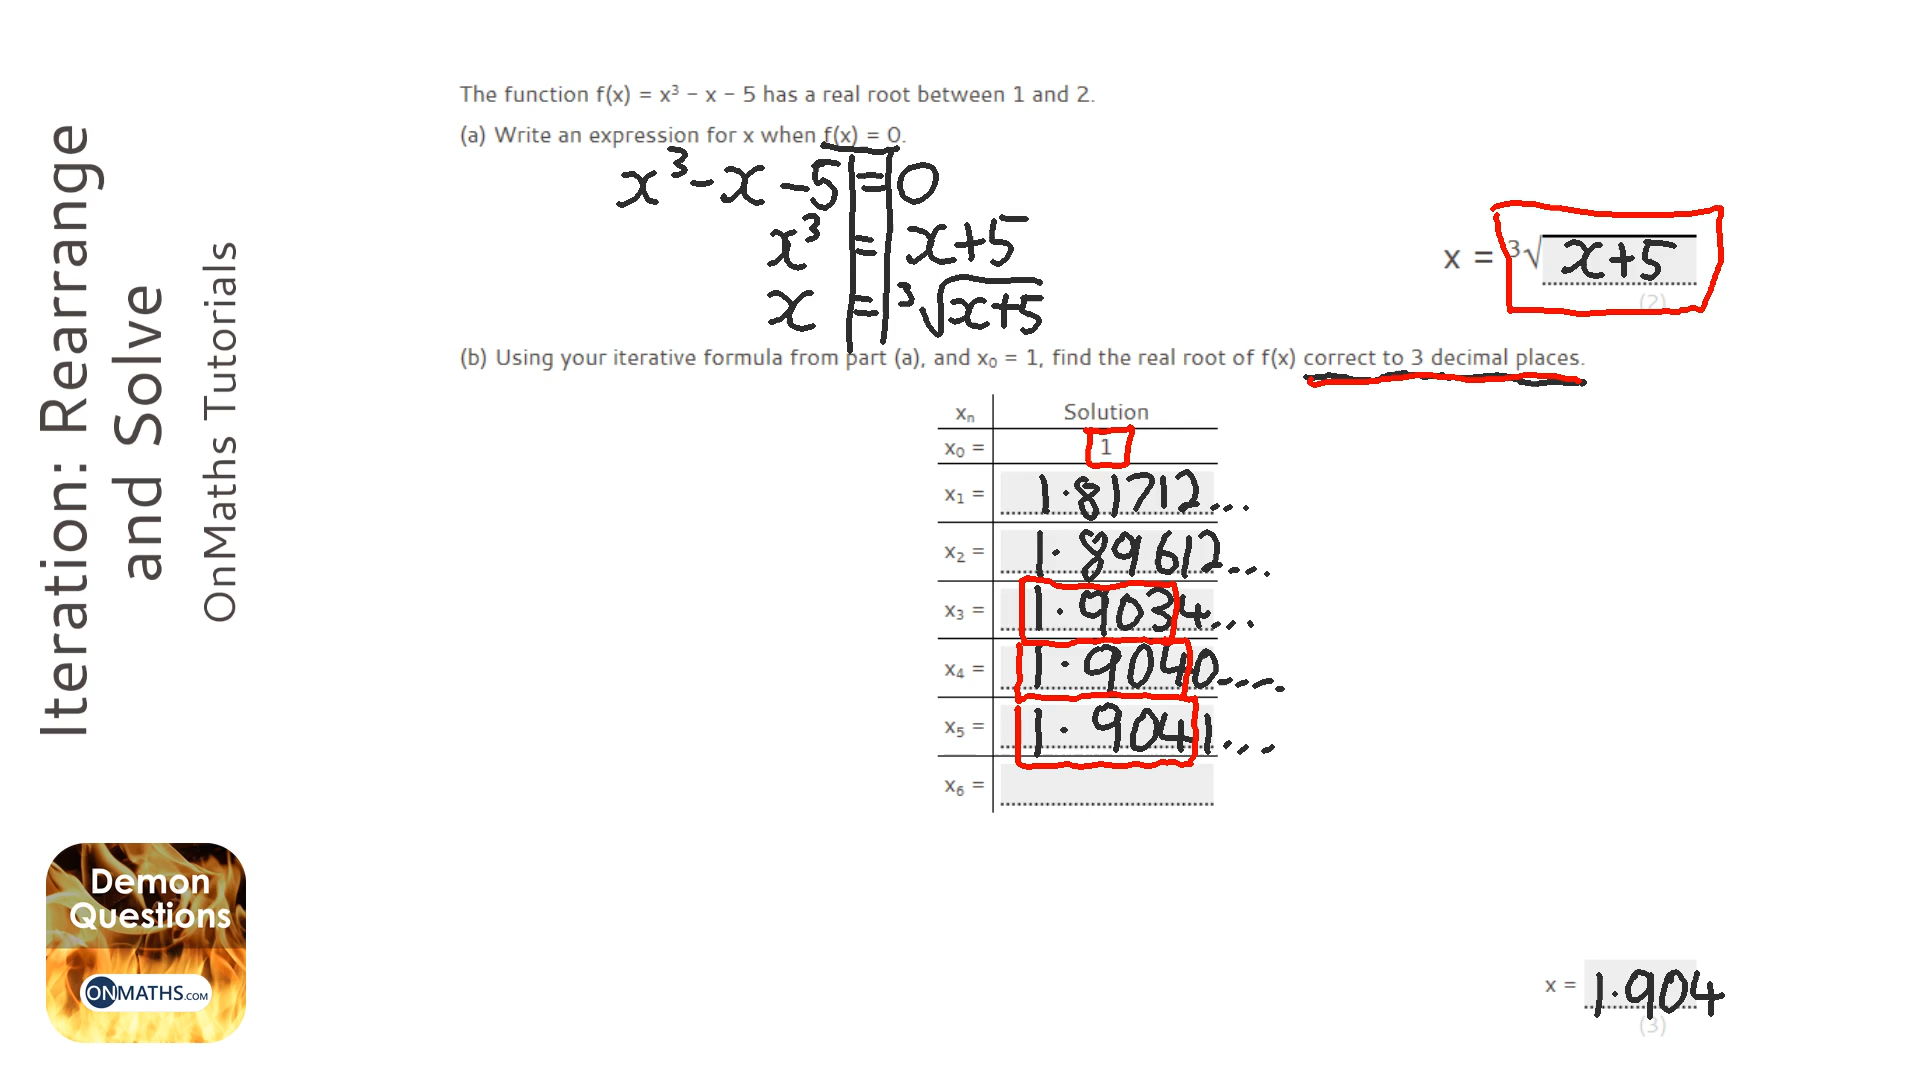 Iteration: Rearrange
and Solve
OnMaths Tutorials
The function f(x) = x³ − x − 5 has a real root between 1 and 2.
(a) Write an expression for x when f(x) = 0.
x³ - x - 5 = 0
x³ = x+5
x = ³√x+5
x = ³√ x+5
(2)
(b) Using your iterative formula from part (a), and x₀ = 1, find the real root of f(x) correct to 3 decimal places.
xₙ Solution
x₀ = 1
x₁ = 1.81712...
x₂ = 1.89612...
x₃ = 1.9034...
x₄ = 1.9040....
x₅ = 1.9041...
x₆ =
Demon
Questions
ONMATHS.COM
x = 1.904
(3)